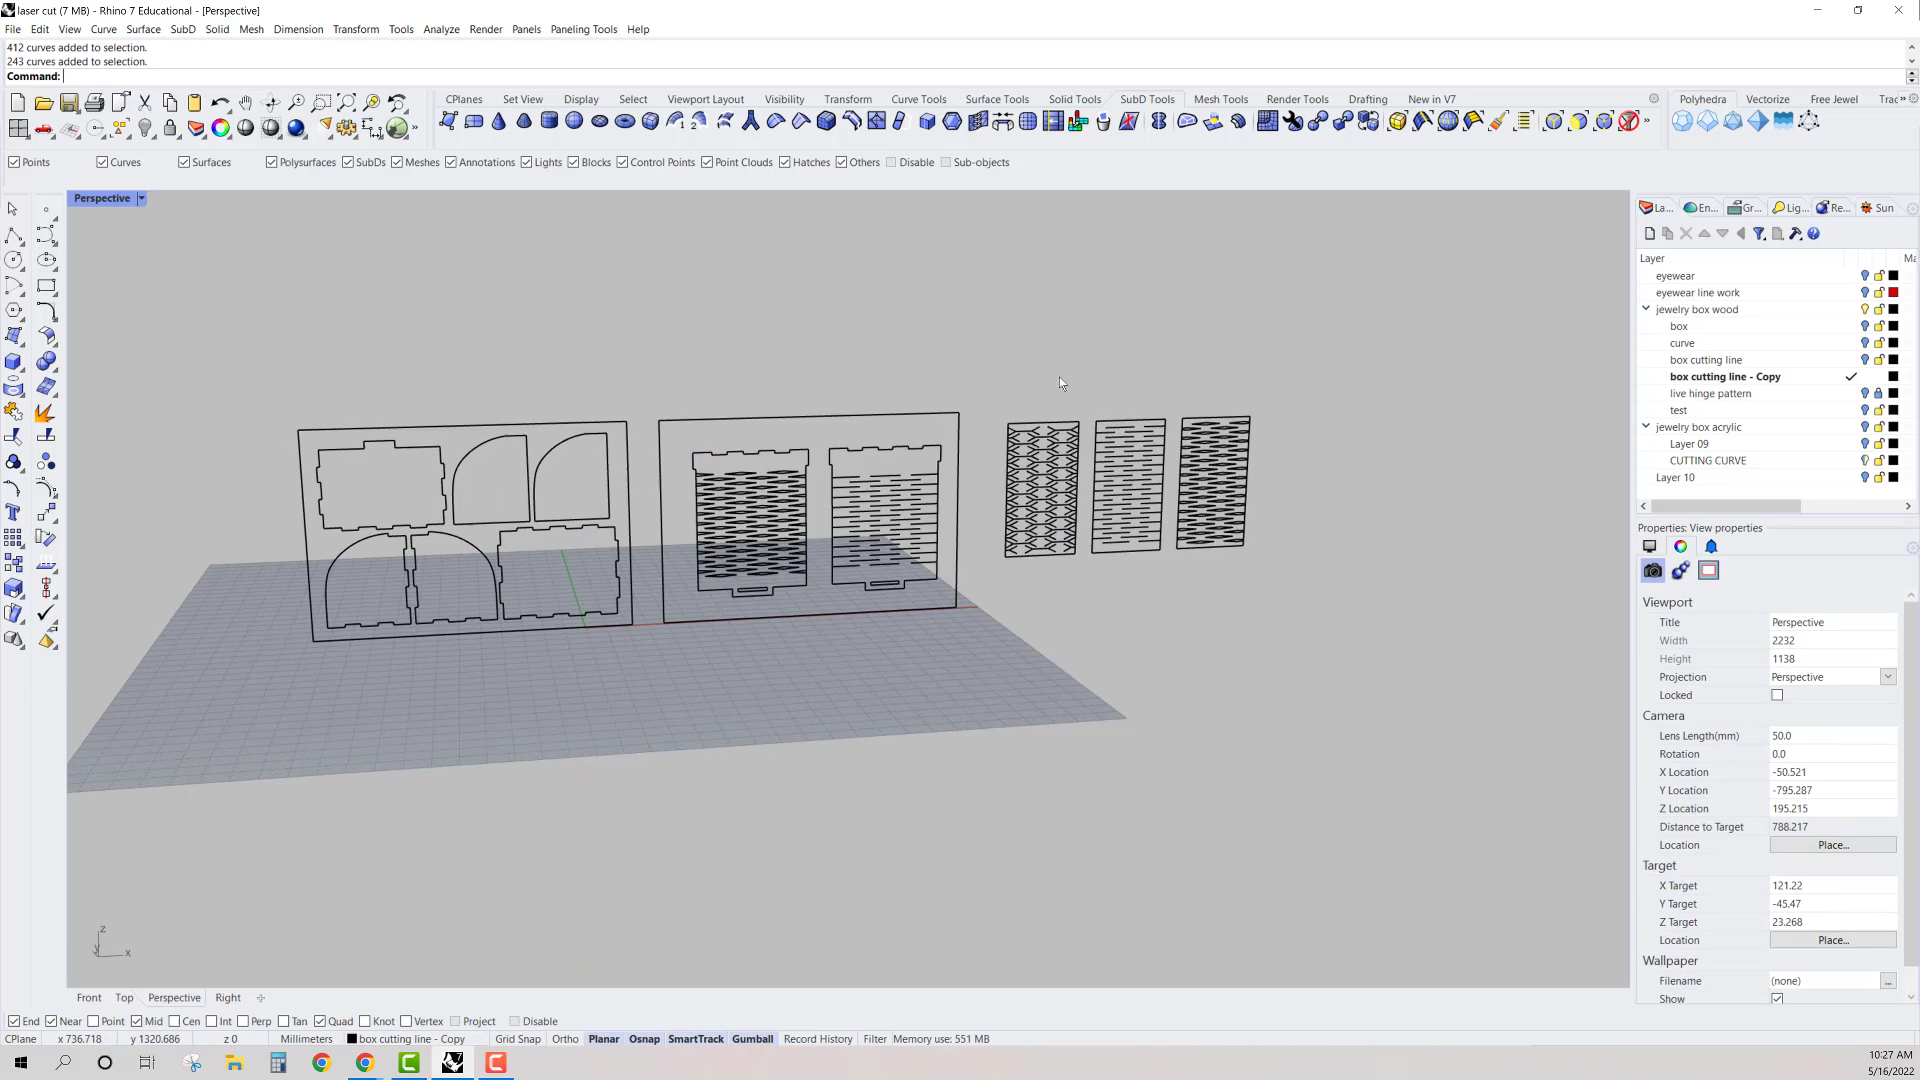 laser cut (7 MB) - Rhino 7 Educational - [Perspective]
File Edit View Curve Surface SubD Solid Mesh Dimension Transform Tools Analyze Render Panels Paneling Tools Help
412 curves added to selection.
243 curves added to selection.
Command:
CPlanes Set View Display Select Viewport Layout Visibility Transform Curve Tools Surface Tools Solid Tools SubD Tools Mesh Tools Render Tools Drafting New in V7
Polyhedra Vectorize Free Jewel Trac
Points Curves Surfaces Polysurfaces SubDs Meshes Annotations Lights Blocks Control Points Point Clouds Hatches Others Disable Sub-objects
Perspective
La... En... Gr... Lig... Re... Sun
Layer Ma
eyewear
eyewear line work
jewelry box wood
box
curve
box cutting line
box cutting line - Copy
live hinge pattern
test
jewelry box acrylic
Layer 09
CUTTING CURVE
Layer 10
Properties: View properties
Viewport
Title Perspective
Width 2232
Height 1138
Projection Perspective
Locked
Camera
Lens Length(mm) 50.0
Rotation 0.0
X Location -50.521
Y Location -795.287
Z Location 195.215
Distance to Target 788.217
Location Place...
Target
X Target 121.22
Y Target -45.47
Z Target 23.268
Location Place...
Wallpaper
Filename (none) ...
Show
z
y x
Front Top Perspective Right
End Near Point Mid Cen Int Perp Tan Quad Knot Vertex Project Disable
CPlane x 736.718 y 1320.686 z 0 Millimeters box cutting line - Copy Grid Snap Ortho Planar Osnap SmartTrack Gumball Record History Filter Memory use: 551 MB
10:27 AM
5/16/2022